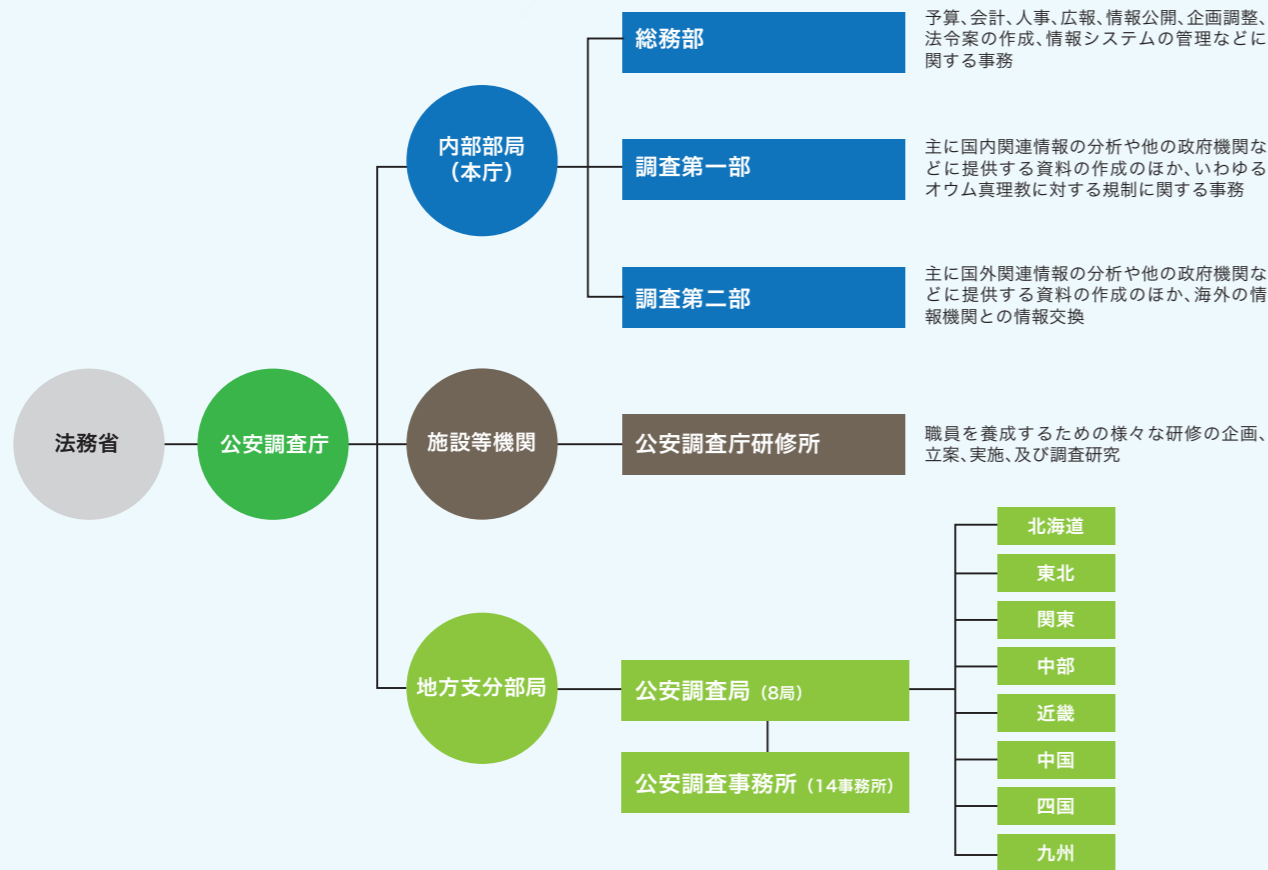 総務部
予算、会計、人事、広報、情報公開、企画調整、
法令案の作成、情報システムの管理などに
関する事務
内部部局
（本庁）
調査第一部
主に国内関連情報の分析や他の政府機関な
どに提供する資料の作成のほか、いわゆる
オウム真理教に対する規制に関する事務
調査第二部
主に国外関連情報の分析や他の政府機関な
どに提供する資料の作成のほか、海外の情
報機関との情報交換
法務省
公安調査庁
施設等機関
公安調査庁研修所
職員を養成するための様々な研修の企画、
立案、実施、及び調査研究
地方支分部局
公安調査局（8局）
公安調査事務所（14事務所）
北海道
東北
関東
中部
近畿
中国
四国
九州